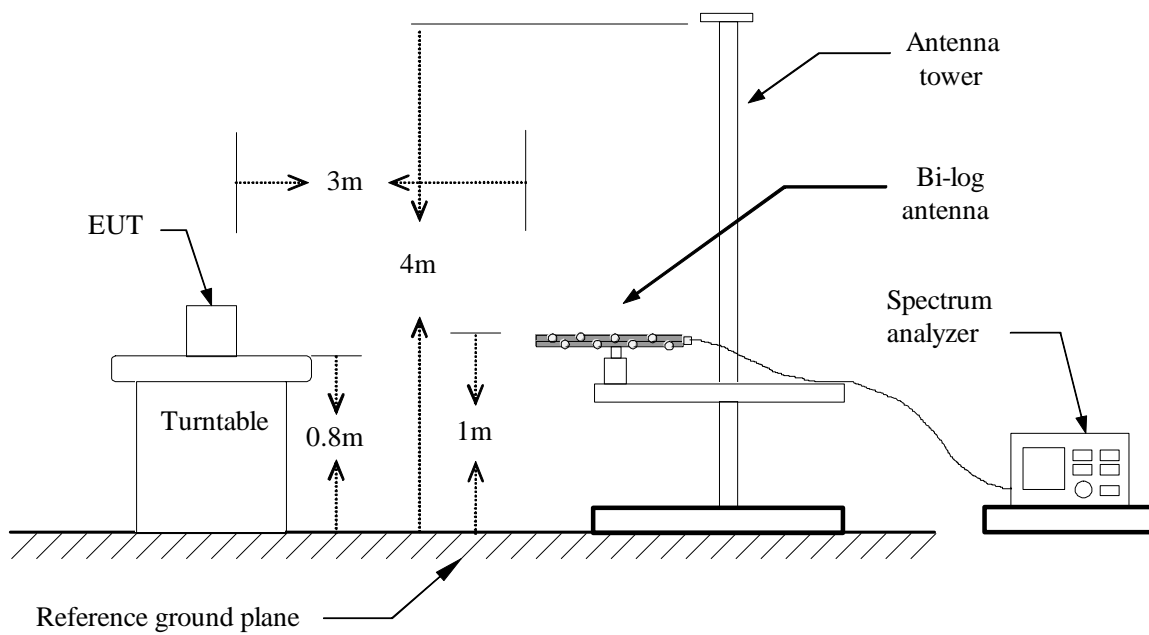 Antenna
tower
3m
Bi-log
antenna
EUT
4m
Spectrum
analyzer
Turntable
0.8m
1m
Reference ground plane